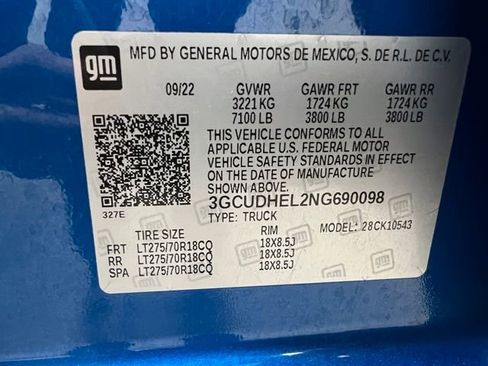 gm
MFD BY GENERAL MOTORS DE MEXICO, S. DE R.L. DE C.V.
09/22 GVWR GAWR FRT GAWR RR
3221 KG 1724 KG 1724 KG
7100 LB 3800 LB 3800 LB
THIS VEHICLE CONFORMS TO ALL
APPLICABLE U.S. FEDERAL MOTOR
VEHICLE SAFETY STANDARDS IN EFFECT
ON THE DATE OF MANUFACTURE
SHOWN ABOVE.
3GCUDHEL2NG690098
327E TYPE: TRUCK MODEL: 28CK10543
TIRE SIZE RIM
FRT LT275/70R18CQ 18X8.5J
RR LT275/70R18CQ 18X8.5J
SPA LT275/70R18CQ 18X8.5J